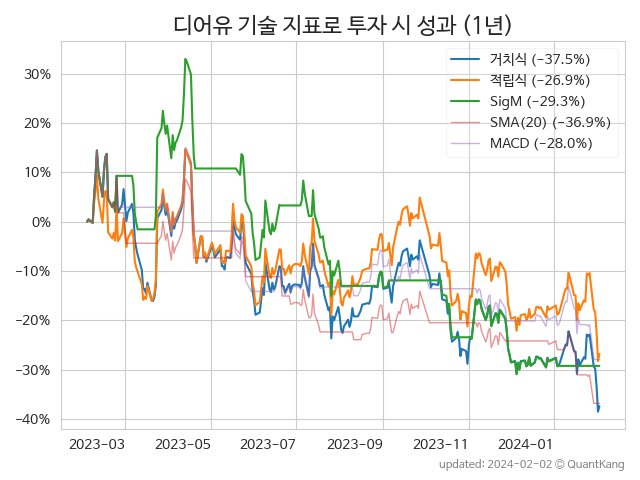 디어유 기술 지표로 투자 시 성과 (1년)
거치식 (−37.5%)
적립식 (−26.9%)
SigM (−29.3%)
SMA(20) (−36.9%)
MACD (−28.0%)
30%
20%
10%
0%
−10%
−20%
−30%
−40%
2023−03 2023−05 2023−07 2023−09 2023−11 2024−01
updated: 2024−02−02 © QuantKang